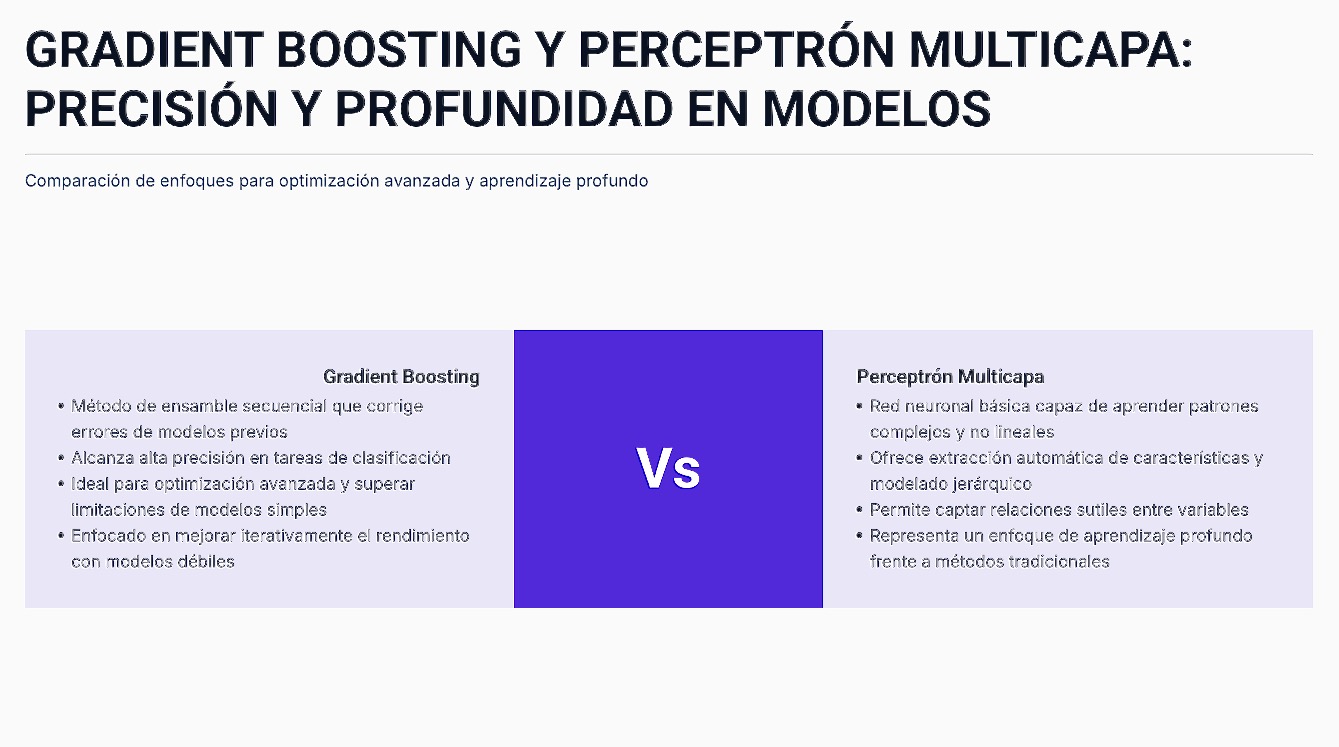 GRADIENT BOOSTING Y PERCEPTRÓN MULTICAPA:
PRECISIÓN Y PROFUNDIDAD EN MODELOS
Comparación de enfoques para optimización avanzada y aprendizaje profundo
Gradient Boosting
• Método de ensamble secuencial que corrige
errores de modelos previos
• Alcanza alta precisión en tareas de clasificación
• Ideal para optimización avanzada y superar
limitaciones de modelos simples
• Enfocado en mejorar iterativamente el rendimiento
con modelos débiles
Vs
Perceptrón Multicapa
• Red neuronal básica capaz de aprender patrones
complejos y no lineales
• Ofrece extracción automática de características y
modelado jerárquico
• Permite captar relaciones sutiles entre variables
• Representa un enfoque de aprendizaje profundo
frente a métodos tradicionales